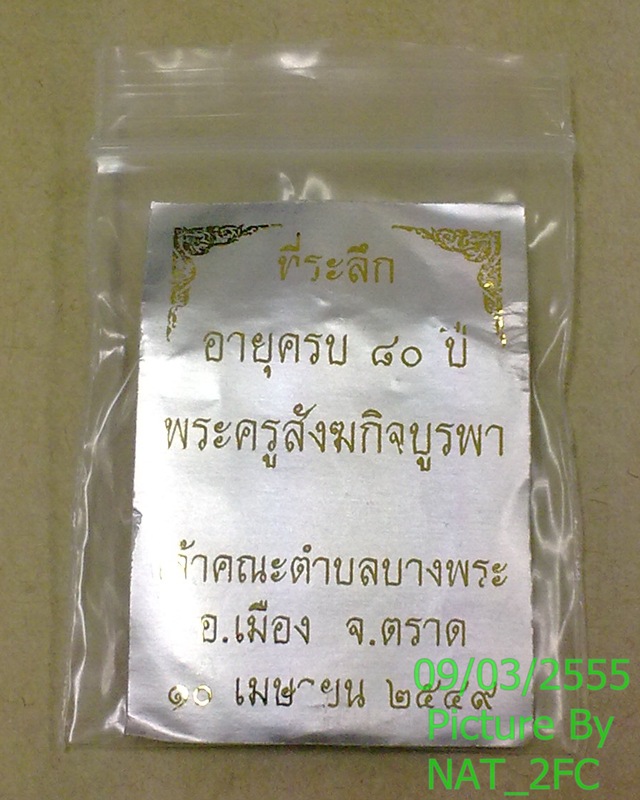 ที่ระลึก
อายุครบ ๘๐ ปี
พระครูสังฆกิจบูรพา
เจ้าคณะตำบลบางพระ
อ.เมือง จ.ตราด
๑๐ เมษายน ๒๕๔๙
09/03/2555
Picture By
NAT_2FC